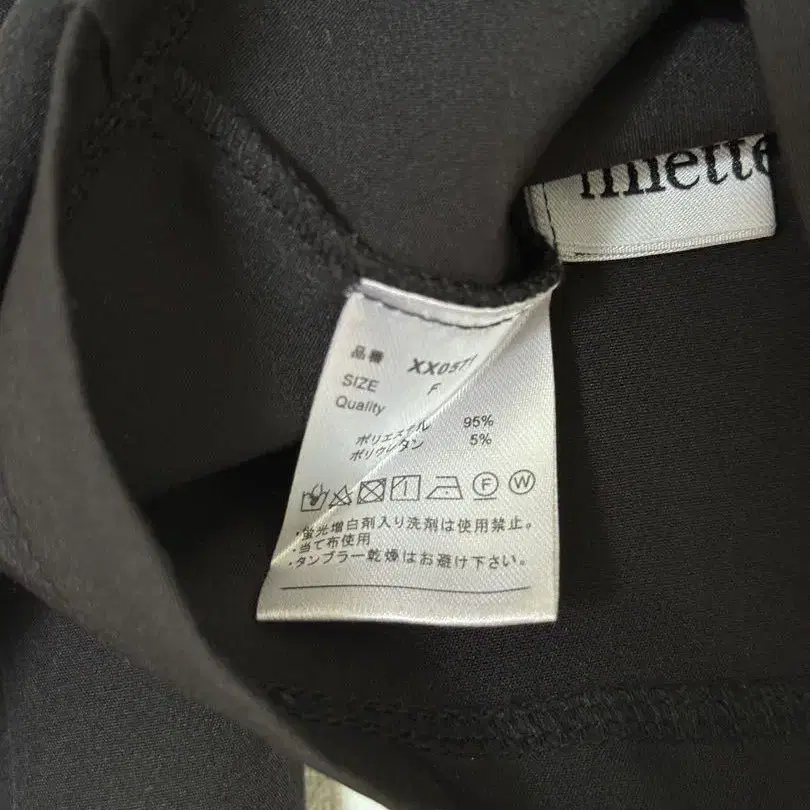 品番
SIZE F
Quality
ポリエステル 95%
ポリウレタン 5%
F W
・蛍光増白剤入り洗剤は使用禁止。
・当て布使用
・タンブラー乾燥はお避け下さい。